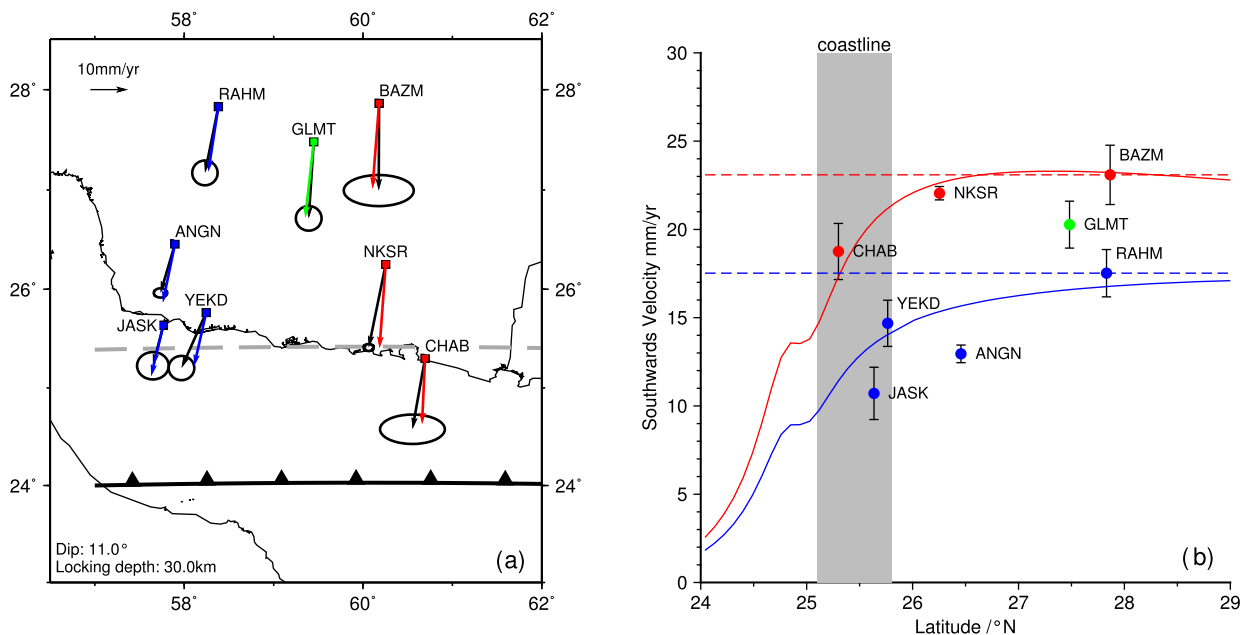 58˚ 60˚ 62˚
10mm/yr
28˚ 28˚
RAHM
BAZM
GLMT
ANGN
NKSR
26˚ 26˚
YEKD
JASK
CHAB
24˚ 24˚
Dip: 11.0°
Locking depth: 30.0km
(a)
58˚ 60˚ 62˚
coastline
30
25
20
15
10
5
0
Southwards Velocity mm/yr
BAZM
NKSR
GLMT
CHAB
RAHM
YEKD
ANGN
JASK
(b)
24 25 26 27 28 29
Latitude /°N